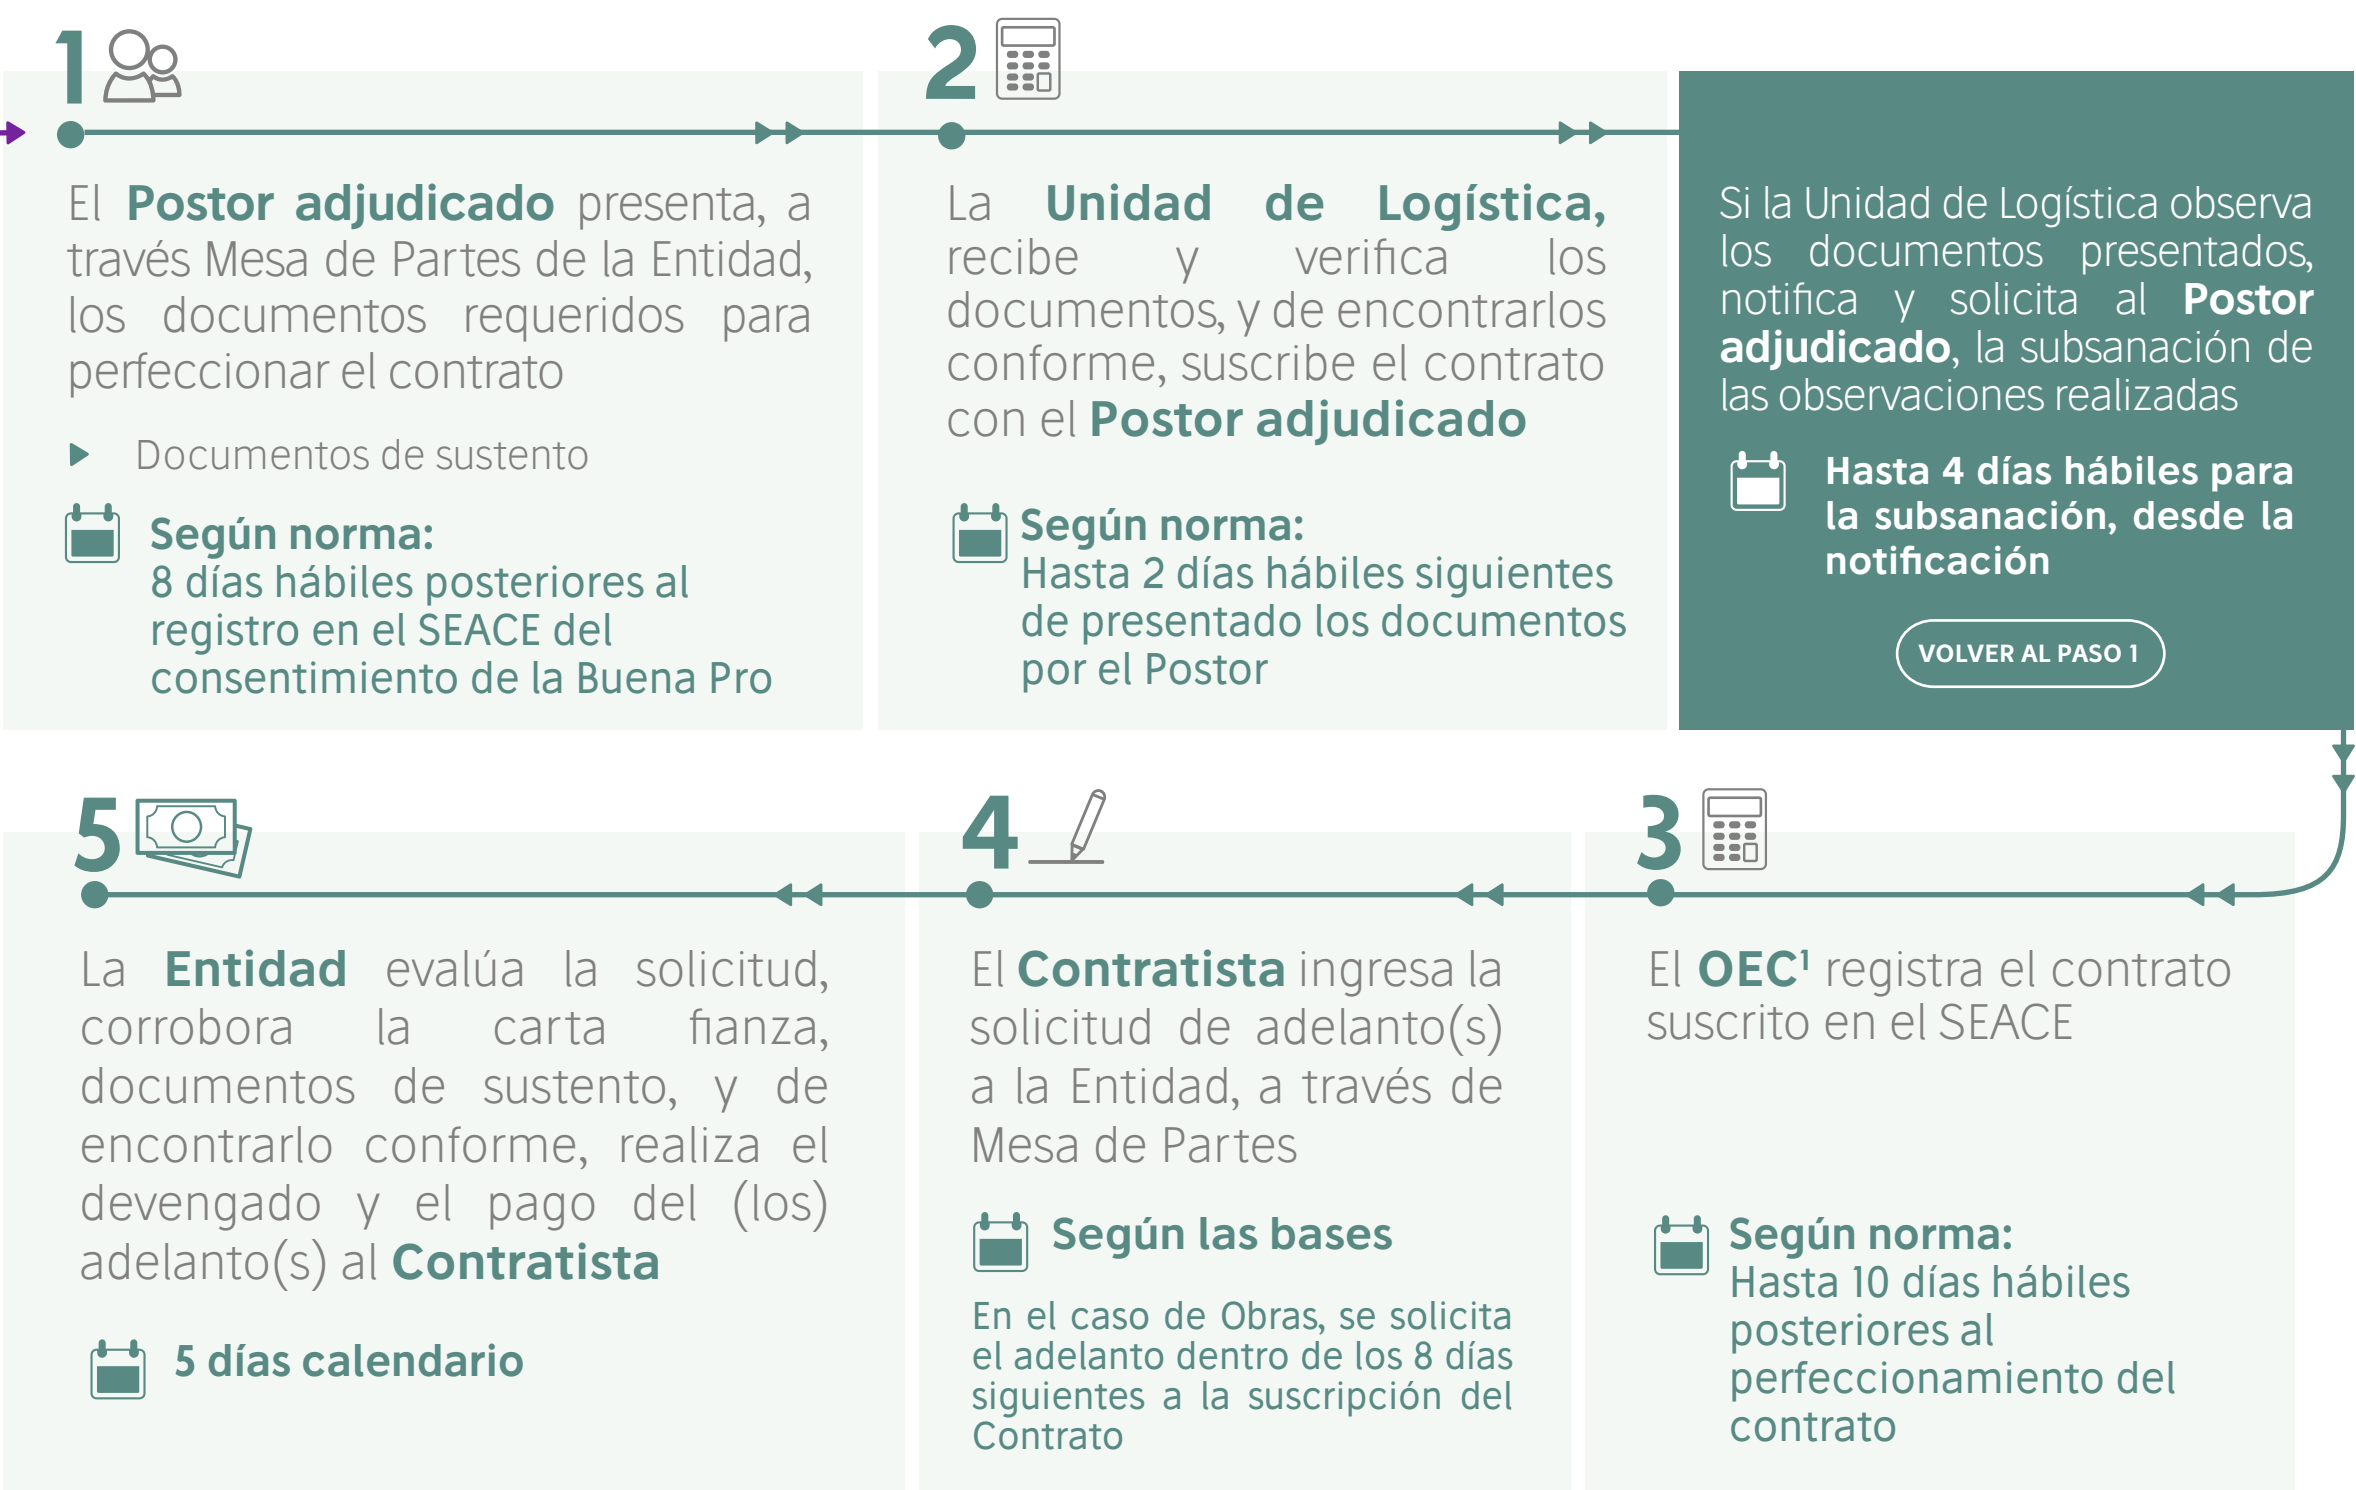 1
El Postor adjudicado presenta, a
través Mesa de Partes de la Entidad,
los documentos requeridos para
perfeccionar el contrato
Documentos de sustento
Según norma:
8 días hábiles posteriores al
registro en el SEACE del
consentimiento de la Buena Pro
2
La Unidad de Logística,
recibe y verifica los
documentos, y de encontrarlos
conforme, suscribe el contrato
con el Postor adjudicado
Según norma:
Hasta 2 días hábiles siguientes
de presentado los documentos
por el Postor
Si la Unidad de Logística observa
los documentos presentados,
notifica y solicita al Postor
adjudicado, la subsanación de
las observaciones realizadas
Hasta 4 días hábiles para
la subsanación, desde la
notificación
VOLVER AL PASO 1
3
El OEC¹ registra el contrato
suscrito en el SEACE
Según norma:
Hasta 10 días hábiles
posteriores al
perfeccionamiento del
contrato
4
El Contratista ingresa la
solicitud de adelanto(s)
a la Entidad, a través de
Mesa de Partes
Según las bases
En el caso de Obras, se solicita
el adelanto dentro de los 8 días
siguientes a la suscripción del
Contrato
5
La Entidad evalúa la solicitud,
corrobora la carta fianza,
documentos de sustento, y de
encontrarlo conforme, realiza el
devengado y el pago del (los)
adelanto(s) al Contratista
5 días calendario